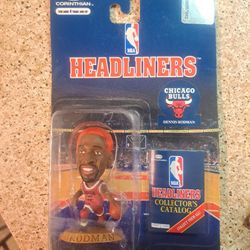 CORINTHIAN
NBA
HEADLINERS
CHICAGO
BULLS
DENNIS RODMAN
NBA
HEADLINERS
COLLECTOR'S
CATALOG
RODMAN